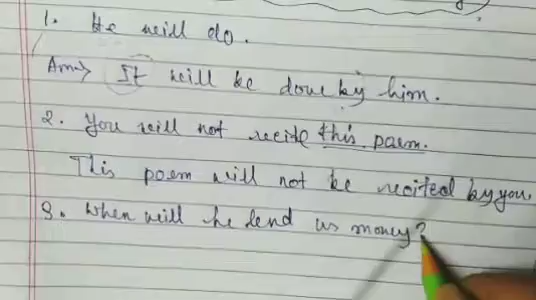 1. He will do.
Ans> It will be done by him.
2. You will not recite this poem.
This poem will not be recited by you.
3. When will he lend us money?